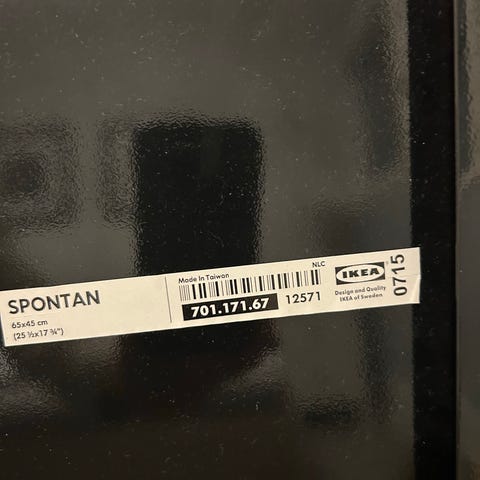 SPONTAN
65x45 cm
(25 ½x17 ¾")
Made in Taiwan
NLC
701.171.67 12571
IKEA
Design and Quality
IKEA of Sweden
0715